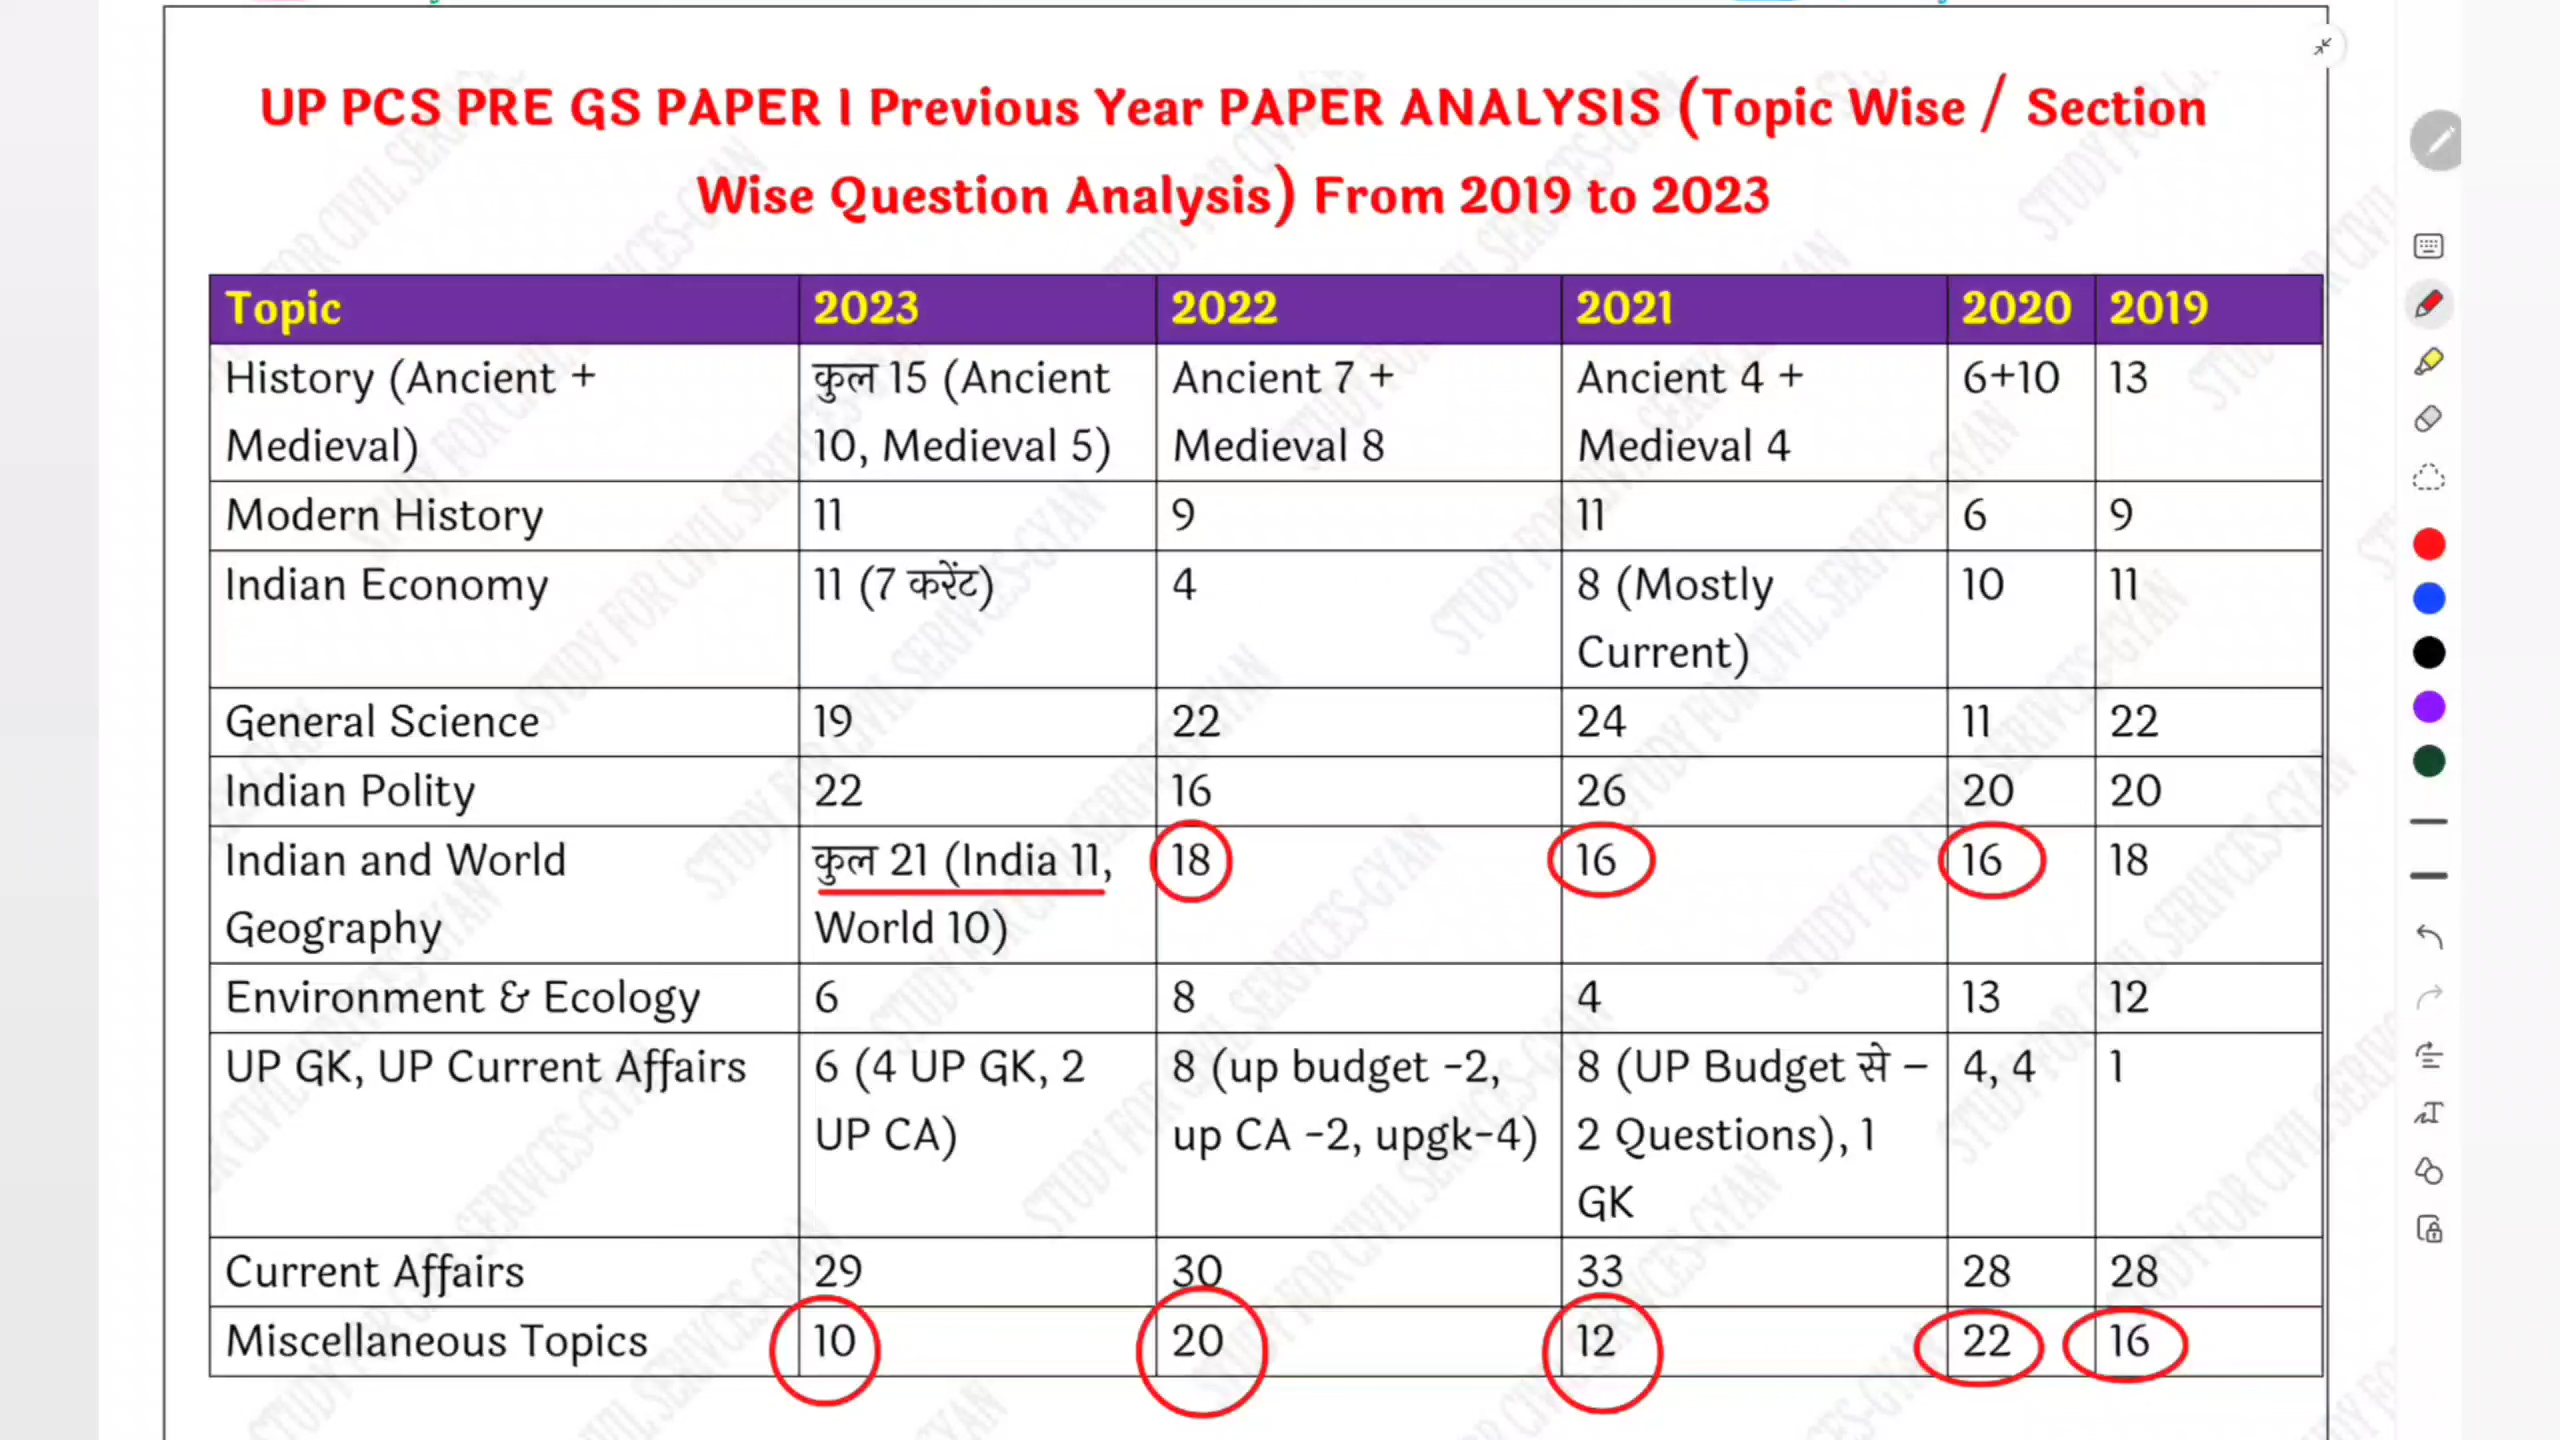 UP PCS PRE GS PAPER I Previous Year PAPER ANALYSIS (Topic Wise / Section
Wise Question Analysis) From 2019 to 2023
Topic 2023 2022 2021 2020 2019
History (Ancient + Medieval) कुल 15 (Ancient 10, Medieval 5) Ancient 7 + Medieval 8 Ancient 4 + Medieval 4 6+10 13
Modern History 11 9 11 6 9
Indian Economy 11 (7 करेंट) 4 8 (Mostly Current) 10 11
General Science 19 22 24 11 22
Indian Polity 22 16 26 20 20
Indian and World Geography कुल 21 (India 11, World 10) 18 16 16 18
Environment & Ecology 6 8 4 13 12
UP GK, UP Current Affairs 6 (4 UP GK, 2 UP CA) 8 (up budget -2, up CA -2, upgk-4) 8 (UP Budget से – 2 Questions), 1 GK 4, 4 1
Current Affairs 29 30 33 28 28
Miscellaneous Topics 10 20 12 22 16
STUDY FOR CIVIL SERIVCES-GYAN